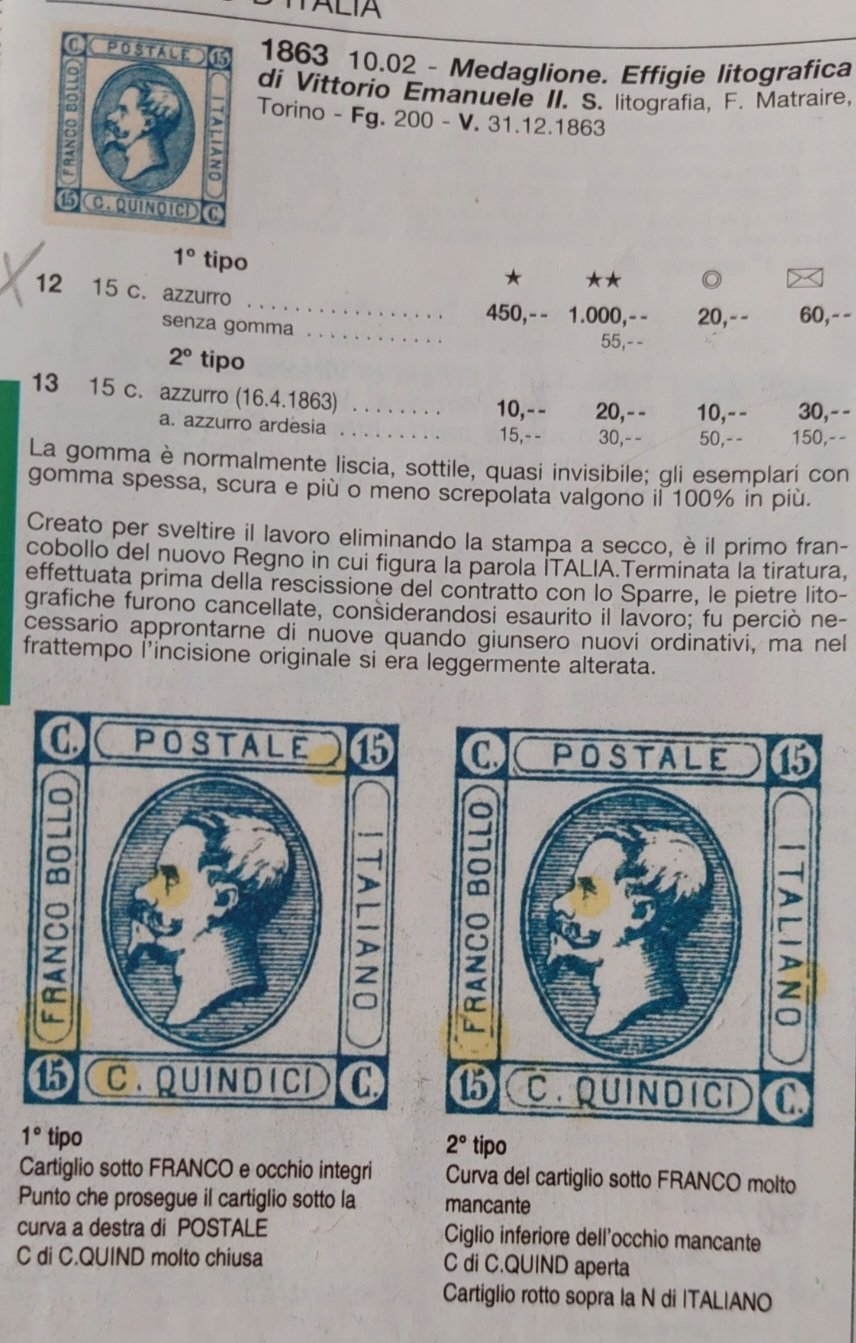 D'ITALIA
C. POSTALE 15
FRANCO BOLLO
ITALIANO
15 C. QUINDICI C.
1863 10.02 - Medaglione. Effigie litografica
di Vittorio Emanuele II. S. litografia, F. Matraire,
Torino - Fg. 200 - V. 31.12.1863
1° tipo
★ ★★ ◎ ✉
12 15 c. azzurro . . . . . . . . . . . . . . . . . . 450,-- 1.000,-- 20,-- 60,--
senza gomma . . . . . . . . . . . . 55,--
2° tipo
13 15 c. azzurro (16.4.1863) . . . . . . . . 10,-- 20,-- 10,-- 30,--
a. azzurro ardesia . . . . . . . . . 15,-- 30,-- 50,-- 150,--
La gomma è normalmente liscia, sottile, quasi invisibile; gli esemplari con
gomma spessa, scura e più o meno screpolata valgono il 100% in più.
Creato per sveltire il lavoro eliminando la stampa a secco, è il primo fran-
cobollo del nuovo Regno in cui figura la parola ITALIA.Terminata la tiratura,
effettuata prima della rescissione del contratto con lo Sparre, le pietre lito-
grafiche furono cancellate, considerandosi esaurito il lavoro; fu perciò ne-
cessario approntarne di nuove quando giunsero nuovi ordinativi, ma nel
frattempo l'incisione originale si era leggermente alterata.
C. POSTALE 15
FRANCO BOLLO
ITALIANO
15 C. QUINDICI C.
C. POSTALE 15
FRANCO BOLLO
ITALIANO
15 C. QUINDICI C.
1° tipo
Cartiglio sotto FRANCO e occhio integri
Punto che prosegue il cartiglio sotto la
curva a destra di POSTALE
C di C.QUIND molto chiusa
2° tipo
Curva del cartiglio sotto FRANCO molto
mancante
Ciglio inferiore dell'occhio mancante
C di C.QUIND aperta
Cartiglio rotto sopra la N di ITALIANO